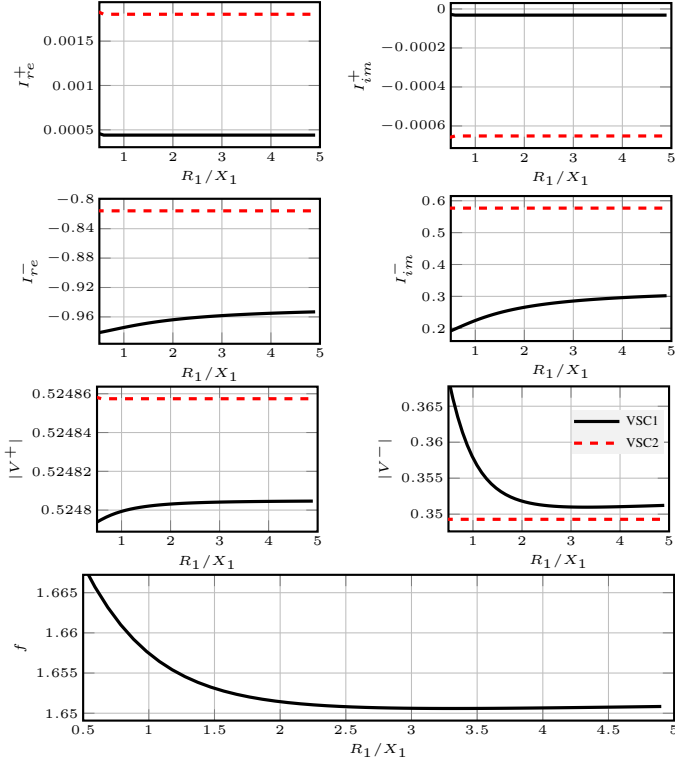 0.0015
0.0005
1 2 3 4 5
R₁/X₁
I⁺re
0
−0.0002
−0.0004
−0.0006
1 2 3 4 5
R₁/X₁
I⁺im
−0.8
−0.84
−0.88
−0.92
−0.96
1 2 3 4 5
R₁/X₁
I⁻re
0.6
0.5
0.4
0.3
0.2
1 2 3 4 5
R₁/X₁
I⁻im
0.52486
0.52484
0.52482
0.5248
1 2 3 4 5
R₁/X₁
|V⁺|
0.365
0.36
0.355
0.35
1 2 3 4 5
R₁/X₁
|V⁻|
VSC1
VSC2
1.665
1.66
1.655
1.65
0.5 1 1.5 2 2.5 3 3.5 4 4.5 5
R₁/X₁
f